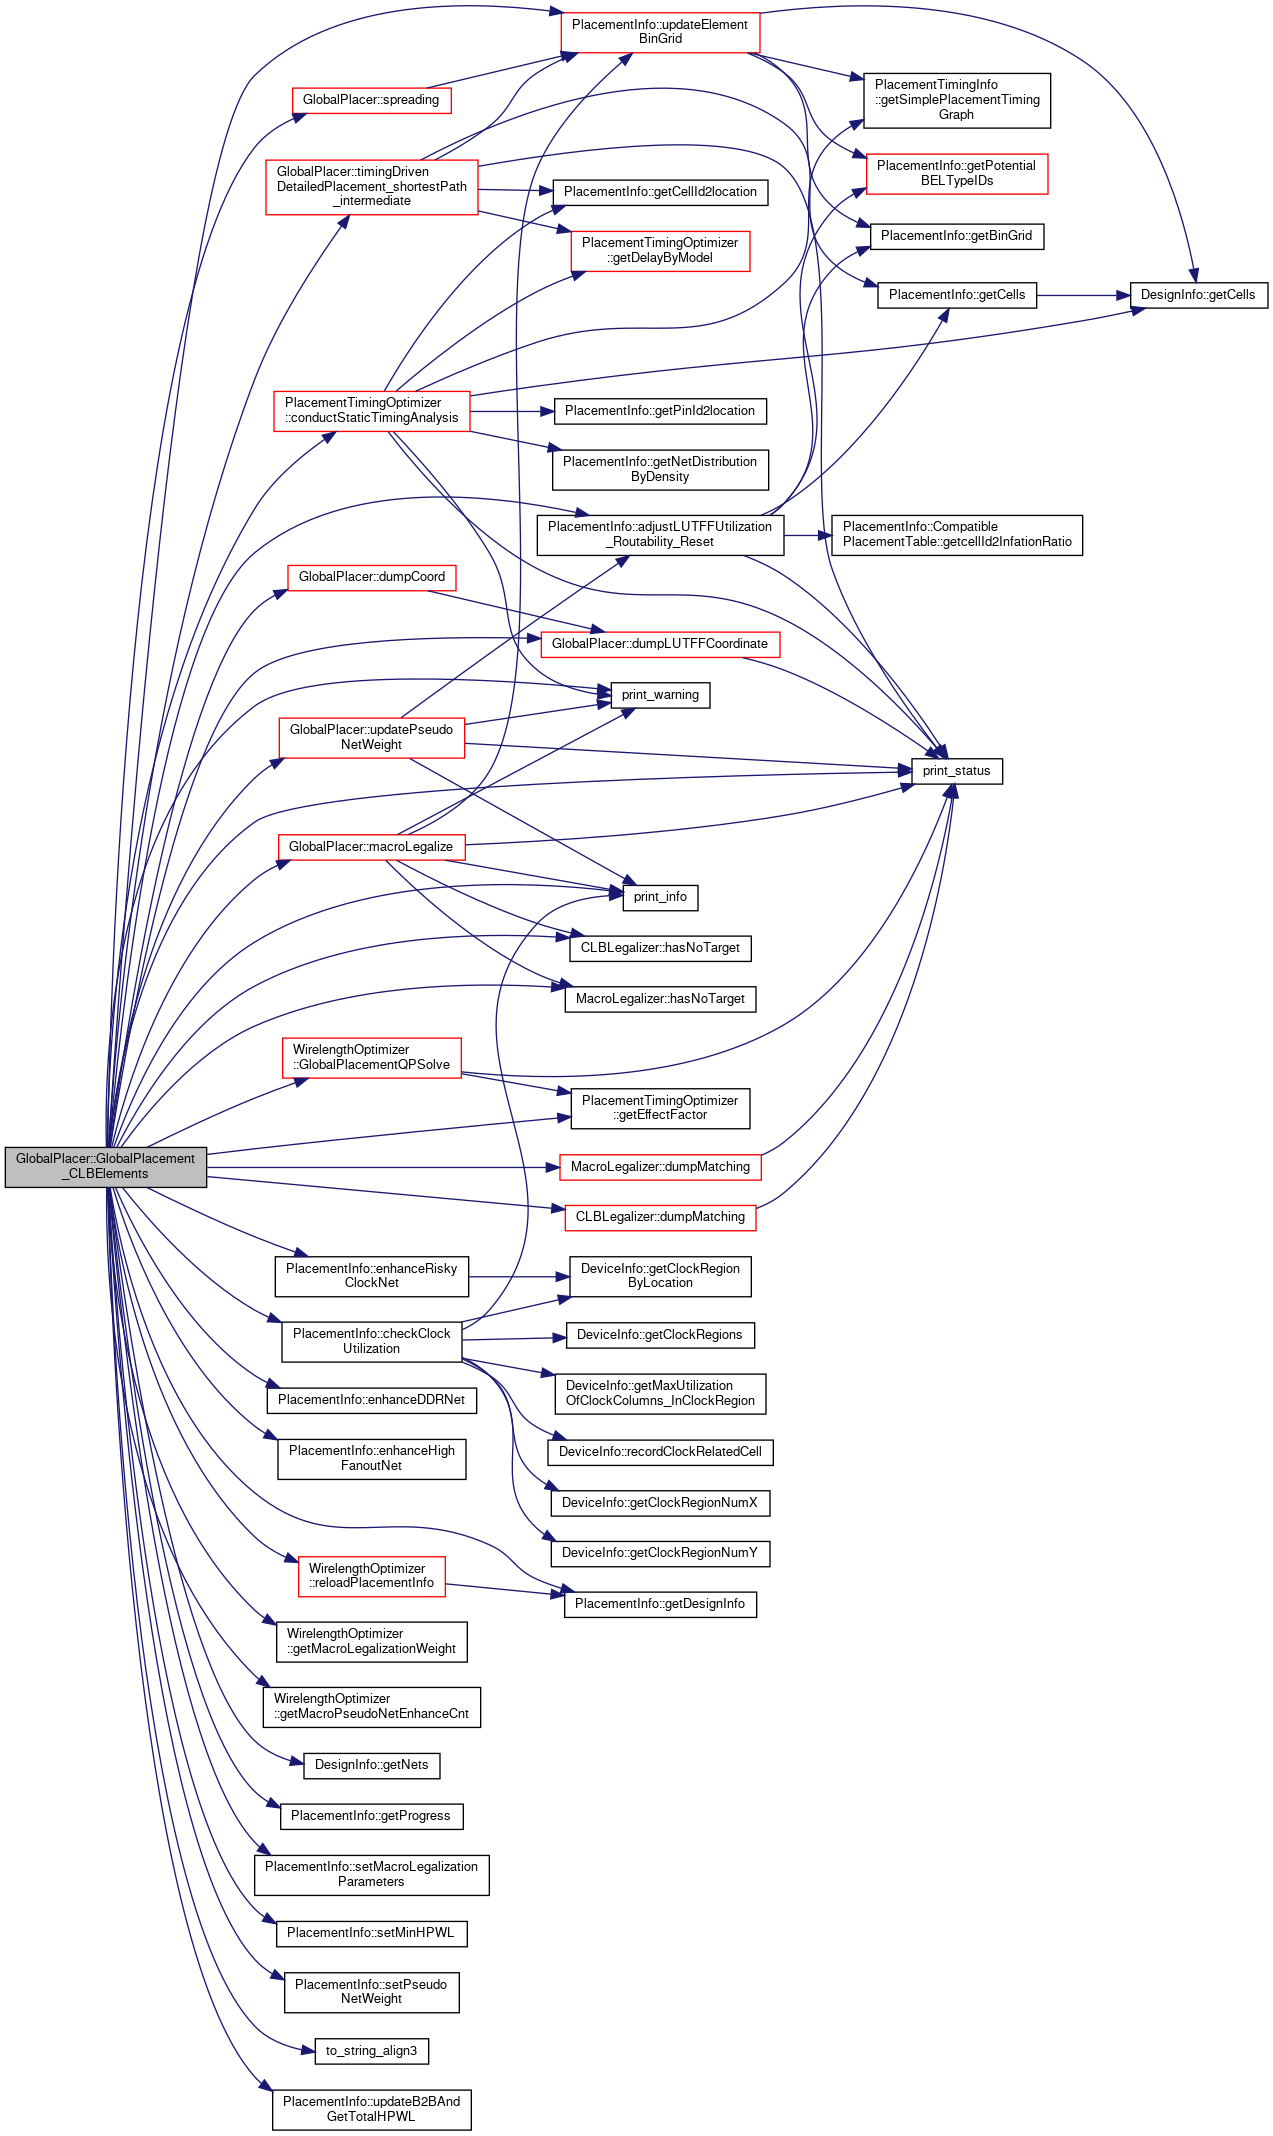 PlacementInfo::updateElement
BinGrid
PlacementTimingInfo
::getSimplePlacementTiming
Graph
GlobalPlacer::spreading
GlobalPlacer::timingDriven
DetailedPlacement_shortestPath
_intermediate
PlacementInfo::getPotential
BELTypeIDs
PlacementInfo::getCellId2location
PlacementInfo::getBinGrid
PlacementTimingOptimizer
::getDelayByModel
PlacementInfo::getCells
DesignInfo::getCells
PlacementTimingOptimizer
::conductStaticTimingAnalysis
PlacementInfo::getPinId2location
PlacementInfo::getNetDistribution
ByDensity
PlacementInfo::adjustLUTFFUtilization
_Routability_Reset
PlacementInfo::Compatible
PlacementTable::getcellId2InfationRatio
GlobalPlacer::dumpCoord
GlobalPlacer::dumpLUTFFCoordinate
print_warning
GlobalPlacer::updatePseudo
NetWeight
print_status
GlobalPlacer::macroLegalize
print_info
CLBLegalizer::hasNoTarget
MacroLegalizer::hasNoTarget
WirelengthOptimizer
::GlobalPlacementQPSolve
PlacementTimingOptimizer
::getEffectFactor
GlobalPlacer::GlobalPlacement
_CLBElements
MacroLegalizer::dumpMatching
CLBLegalizer::dumpMatching
PlacementInfo::enhanceRisky
ClockNet
DeviceInfo::getClockRegion
ByLocation
PlacementInfo::checkClock
Utilization
DeviceInfo::getClockRegions
DeviceInfo::getMaxUtilization
OfClockColumns_InClockRegion
PlacementInfo::enhanceDDRNet
PlacementInfo::enhanceHigh
FanoutNet
DeviceInfo::recordClockRelatedCell
DeviceInfo::getClockRegionNumX
DeviceInfo::getClockRegionNumY
WirelengthOptimizer
::reloadPlacementInfo
PlacementInfo::getDesignInfo
WirelengthOptimizer
::getMacroLegalizationWeight
WirelengthOptimizer
::getMacroPseudoNetEnhanceCnt
DesignInfo::getNets
PlacementInfo::getProgress
PlacementInfo::setMacroLegalization
Parameters
PlacementInfo::setMinHPWL
PlacementInfo::setPseudo
NetWeight
to_string_align3
PlacementInfo::updateB2BAnd
GetTotalHPWL